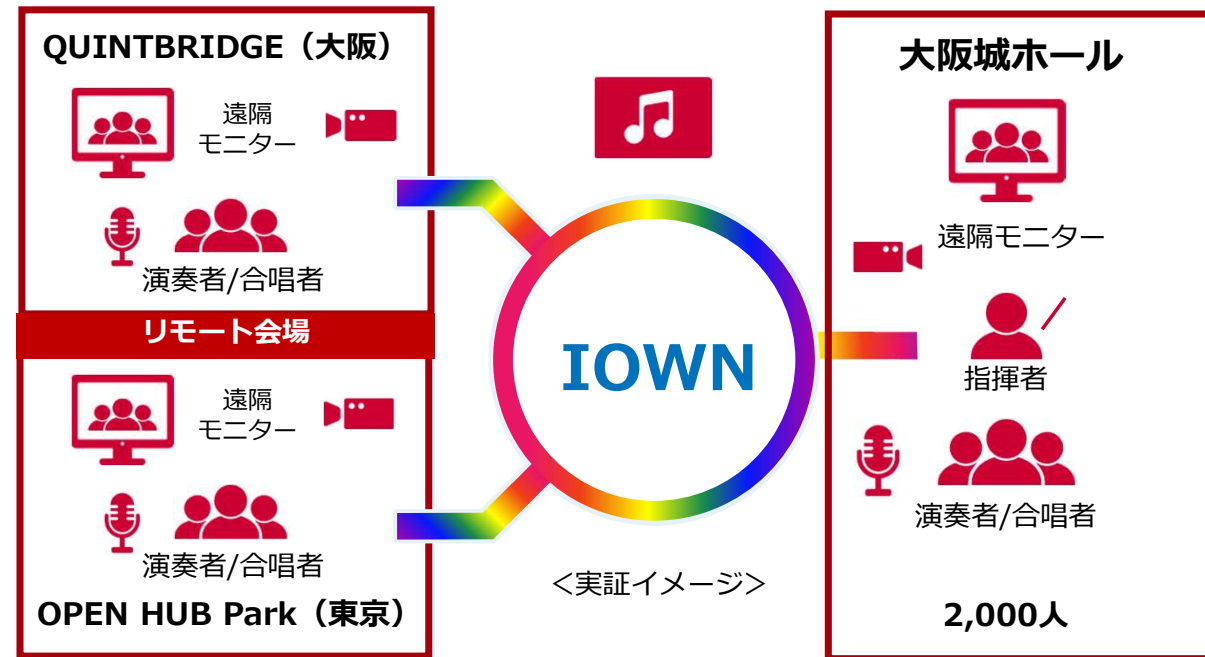 QUINTBRIDGE（大阪）
遠隔
モニター
演奏者/合唱者
リモート会場
遠隔
モニター
演奏者/合唱者
OPEN HUB Park（東京）
IOWN
＜実証イメージ＞
大阪城ホール
遠隔モニター
指揮者
演奏者/合唱者
2,000人